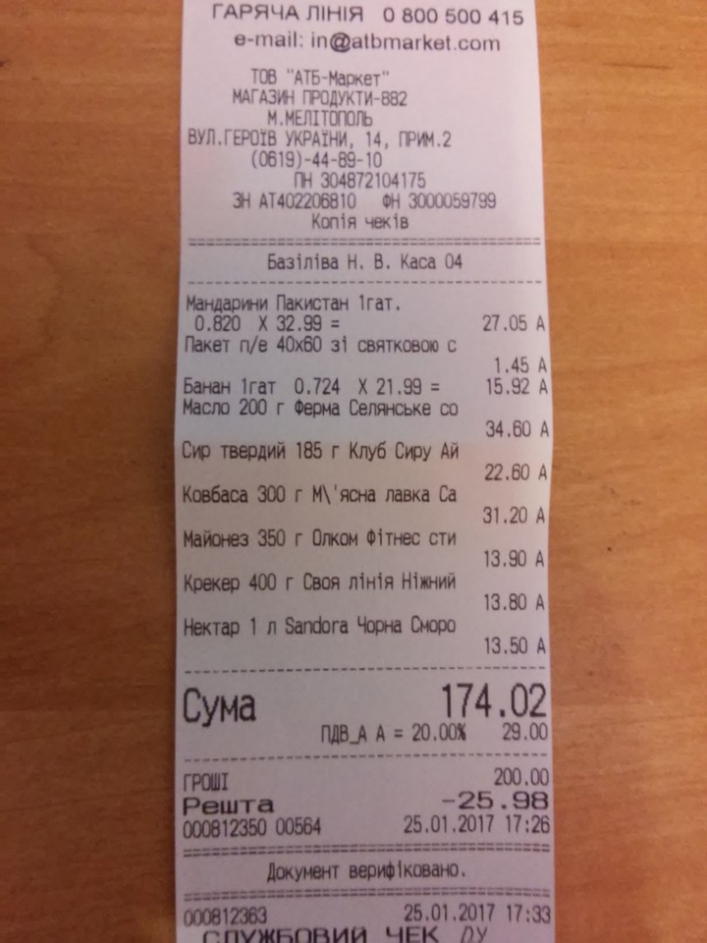 ГАРЯЧА ЛІНІЯ 0 800 500 415
e-mail: in@atbmarket.com
ТОВ "АТБ-Маркет"
МАГАЗИН ПРОДУКТИ-882
М.МЕЛІТОПОЛЬ
ВУЛ.ГЕРОЇВ УКРАЇНИ, 14, ПРИМ.2
(0619)-44-89-10
ПН 304872104175
ЗН АТ402206810 ФН 3000059799
Копія чеків
Базіліва Н. В. Каса 04
Мандарини Пакистан 1гат.
0.820 X 32.99 = 27.05 А
Пакет п/е 40х60 зі святковою с
1.45 А
Банан 1гат 0.724 X 21.99 = 15.92 А
Масло 200 г Ферма Селянське со
34.60 А
Сир твердий 185 г Клуб Сиру Ай
22.60 А
Ковбаса 300 г М\'ясна лавка Са
31.20 А
Майонез 350 г Олком Фітнес сти
13.90 А
Крекер 400 г Своя лінія Ніжний
13.80 А
Нектар 1 л Sandora Чорна Сморо
13.50 А
Сума 174.02
ПДВ_А А = 20.00% 29.00
ГРОШІ 200.00
Решта -25.98
000812350 00564 25.01.2017 17:26
Документ верифіковано.
000812363 25.01.2017 17:33
СЛУЖБОВИЙ ЧЕК